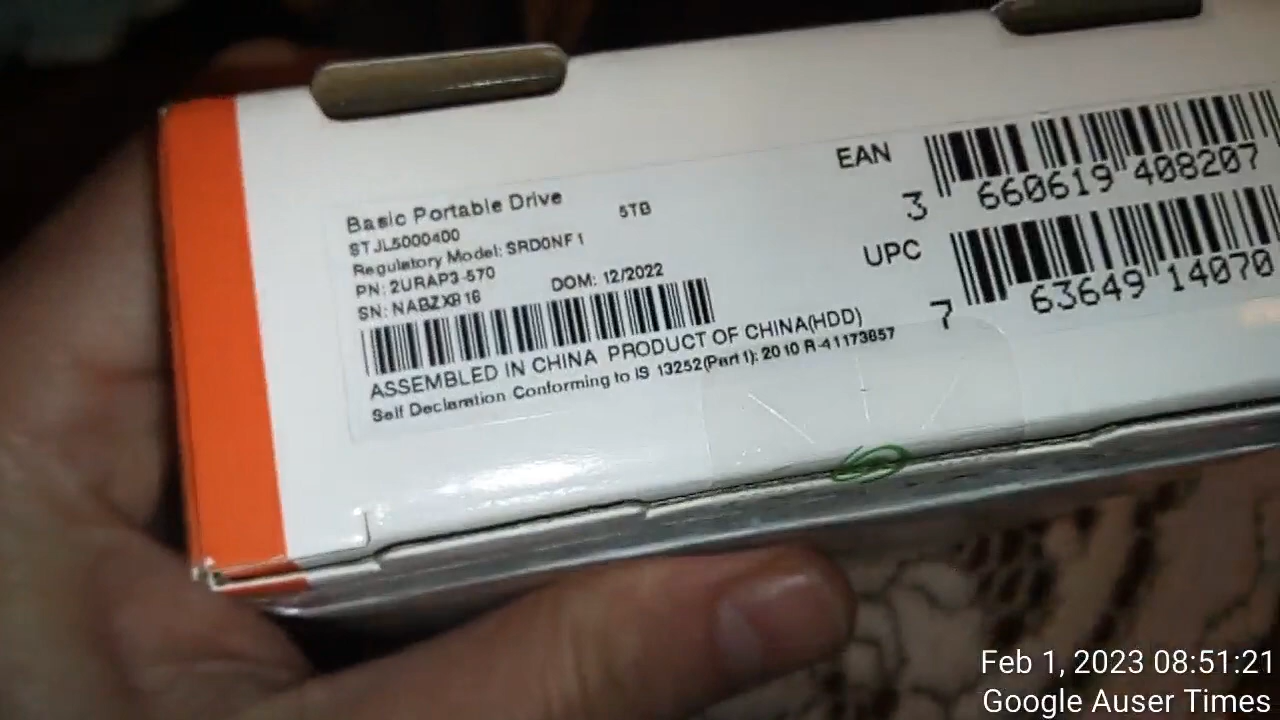 Basic Portable Drive 5TB
STJL5000400
Regulatory Model: SRD0NF1
PN: 2URAP3-570
SN: NABZXB16 DOM: 12/2022
ASSEMBLED IN CHINA PRODUCT OF CHINA(HDD)
Self Declaration Conforming to IS 13252(Part 1): 2010 R-41173857
EAN
3 660619 408207
UPC
7 63649 14070
Feb 1, 2023 08:51:21
Google Auser Times